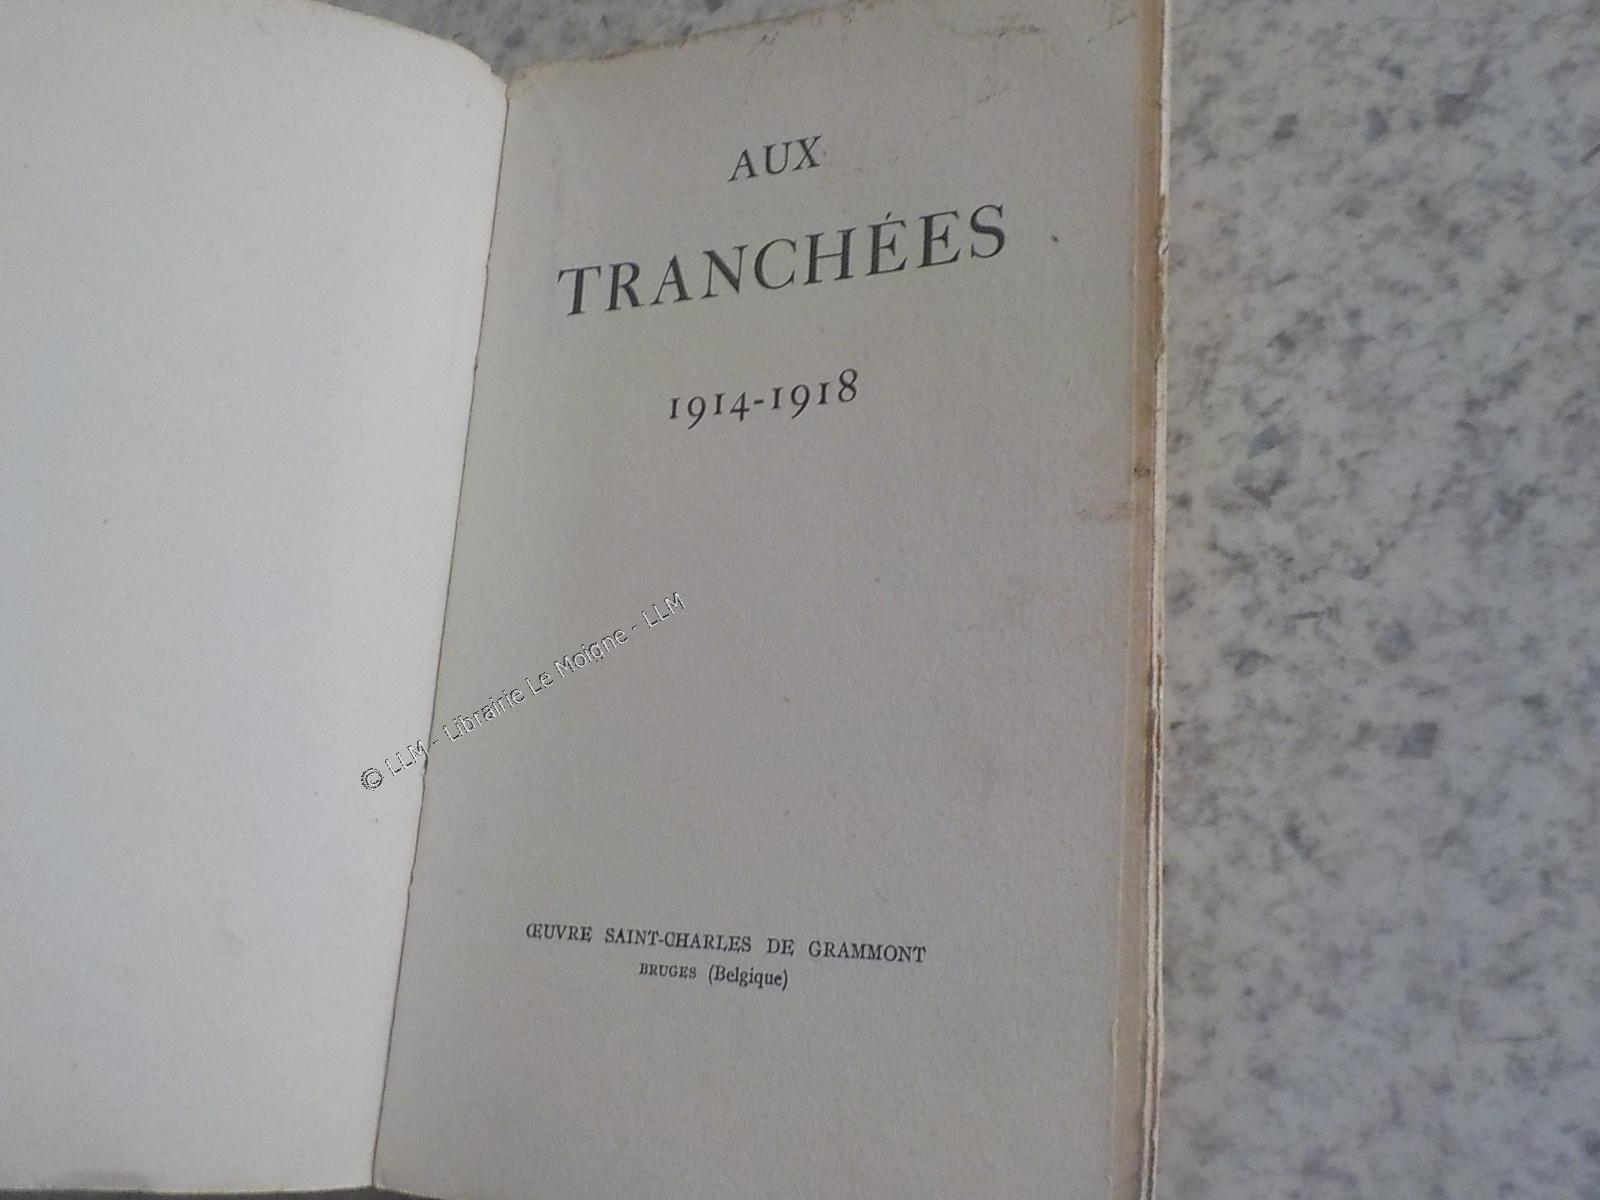 AUX
TRANCHÉES
1914-1918
© LLM - Librairie Le Moigne - LLM
ŒUVRE SAINT-CHARLES DE GRAMMONT
BRUGES (Belgique)